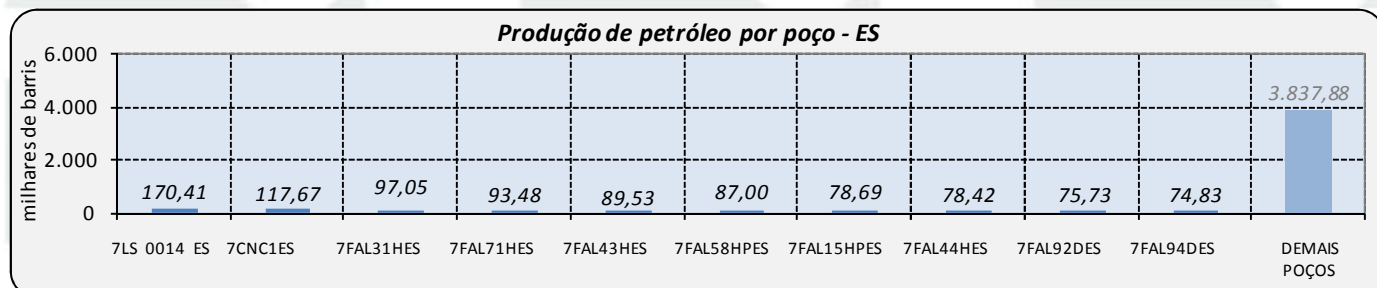 Produção de petróleo por poço - ES
milhares de barris
6.000
4.000
2.000
0
170,41 117,67 97,05 93,48 89,53 87,00 78,69 78,42 75,73 74,83 3.837,88
7LS 0014 ES 7CNC1ES 7FAL31HES 7FAL71HES 7FAL43HES 7FAL58HPES 7FAL15HPES 7FAL44HES 7FAL92DES 7FAL94DES DEMAIS
POÇOS